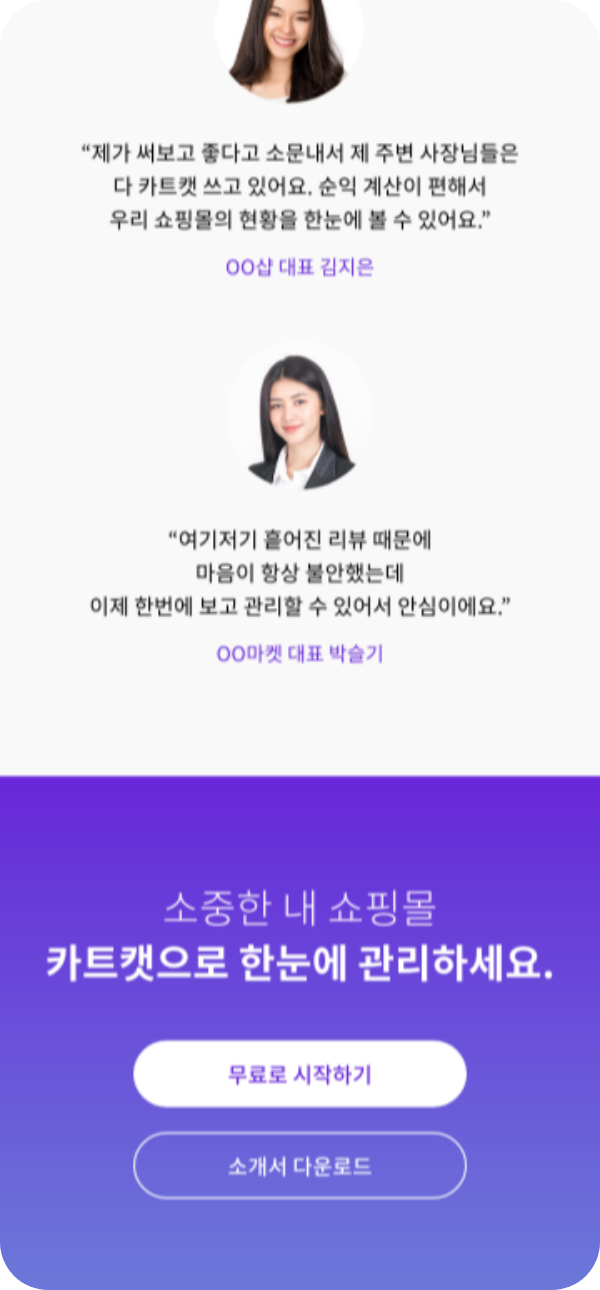 “제가 써보고 좋다고 소문내서 제 주변 사장님들은
다 카트캣 쓰고 있어요. 순익 계산이 편해서
우리 쇼핑몰의 현황을 한눈에 볼 수 있어요.”
OO샵 대표 김지은
“여기저기 흩어진 리뷰 때문에
마음이 항상 불안했는데
이제 한번에 보고 관리할 수 있어서 안심이에요.”
OO마켓 대표 박슬기
소중한 내 쇼핑몰
카트캣으로 한눈에 관리하세요.
무료로 시작하기
소개서 다운로드